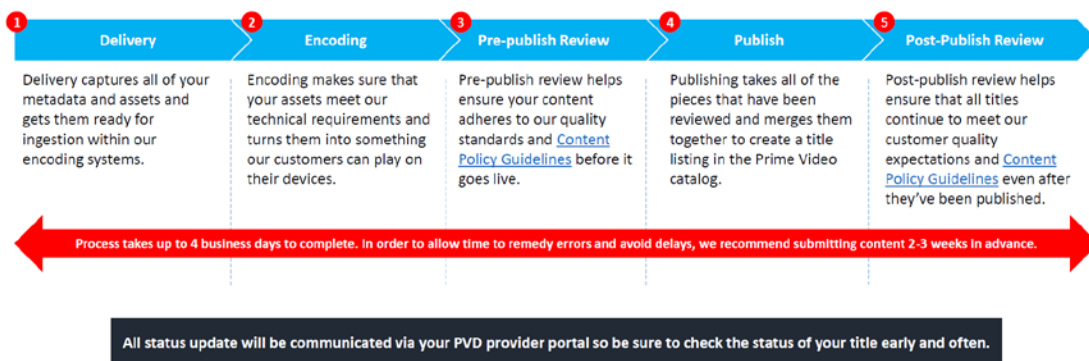 1
Delivery
2
Encoding
3
Pre-publish Review
4
Publish
5
Post-Publish Review
Delivery captures all of your
metadata and assets and
gets them ready for
ingestion within our
encoding systems.
Encoding makes sure that
your assets meet our
technical requirements and
turns them into something
our customers can play on
their devices.
Pre-publish review helps
ensure your content
adheres to our quality
standards and Content
Policy Guidelines before it
goes live.
Publishing takes all of the
pieces that have been
reviewed and merges them
together to create a title
listing in the Prime Video
catalog.
Post-publish review helps
ensure that all titles
continue to meet our
customer quality
expectations and Content
Policy Guidelines even after
they've been published.
Process takes up to 4 business days to complete. In order to allow time to remedy errors and avoid delays, we recommend submitting content 2-3 weeks in advance.
All status update will be communicated via your PVD provider portal so be sure to check the status of your title early and often.